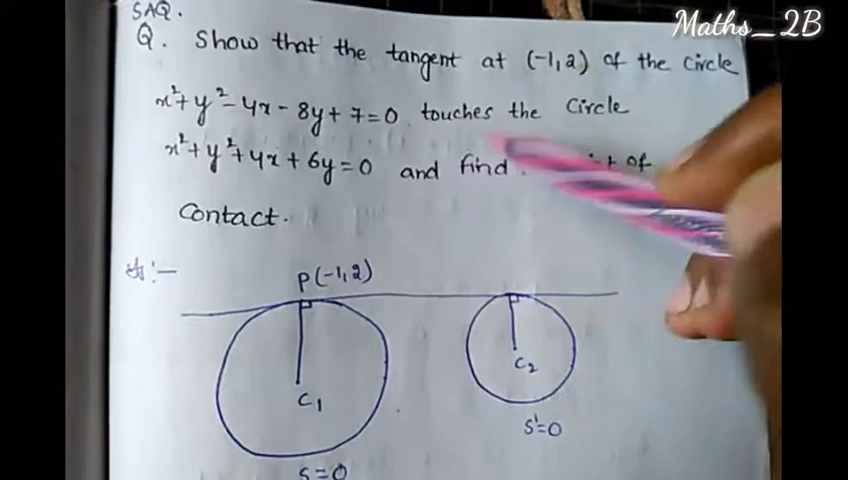 Maths_2B
SAQ.
Q. Show that the tangent at (-1,2) of the circle
x²+y²-4x-8y+7=0 touches the Circle
x²+y²+4x+6y=0 and find of
Contact.
P(-1,2)
C₁
C₂
S'=0
S=0